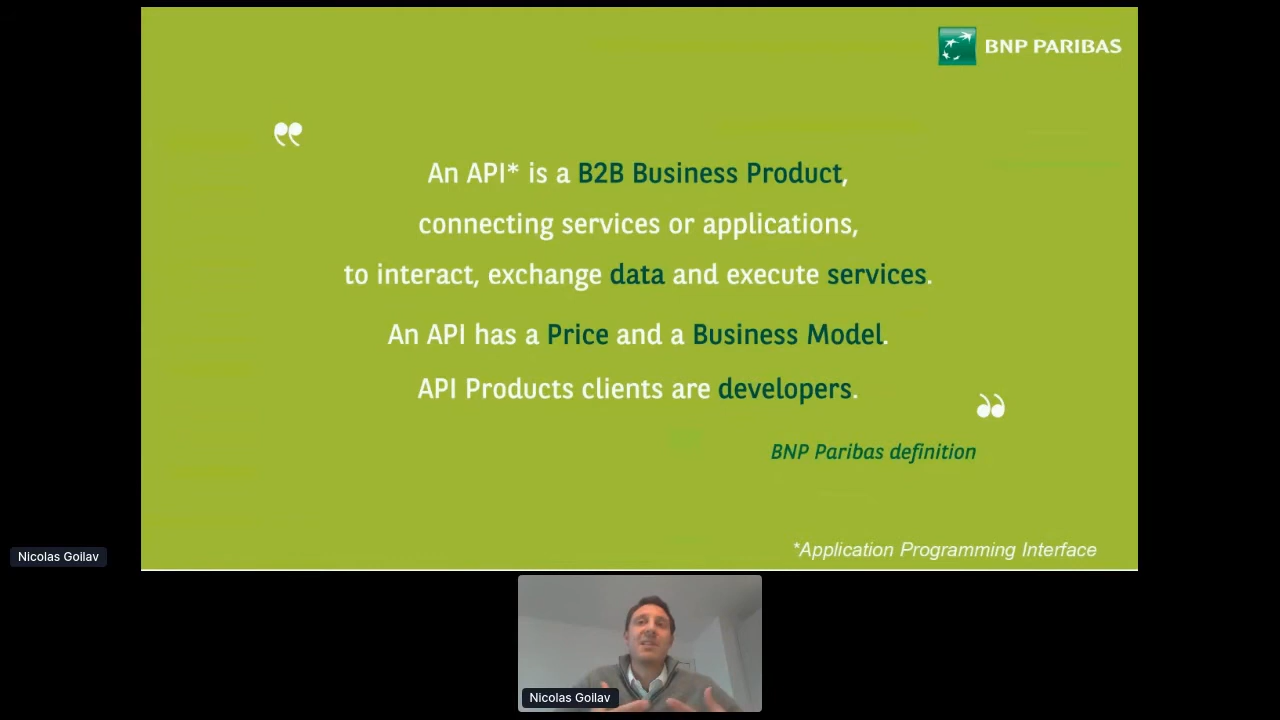 BNP PARIBAS
An API* is a B2B Business Product,
connecting services or applications,
to interact, exchange data and execute services.
An API has a Price and a Business Model.
API Products clients are developers.
BNP Paribas definition
*Application Programming Interface
Nicolas Goilav
Nicolas Goilav